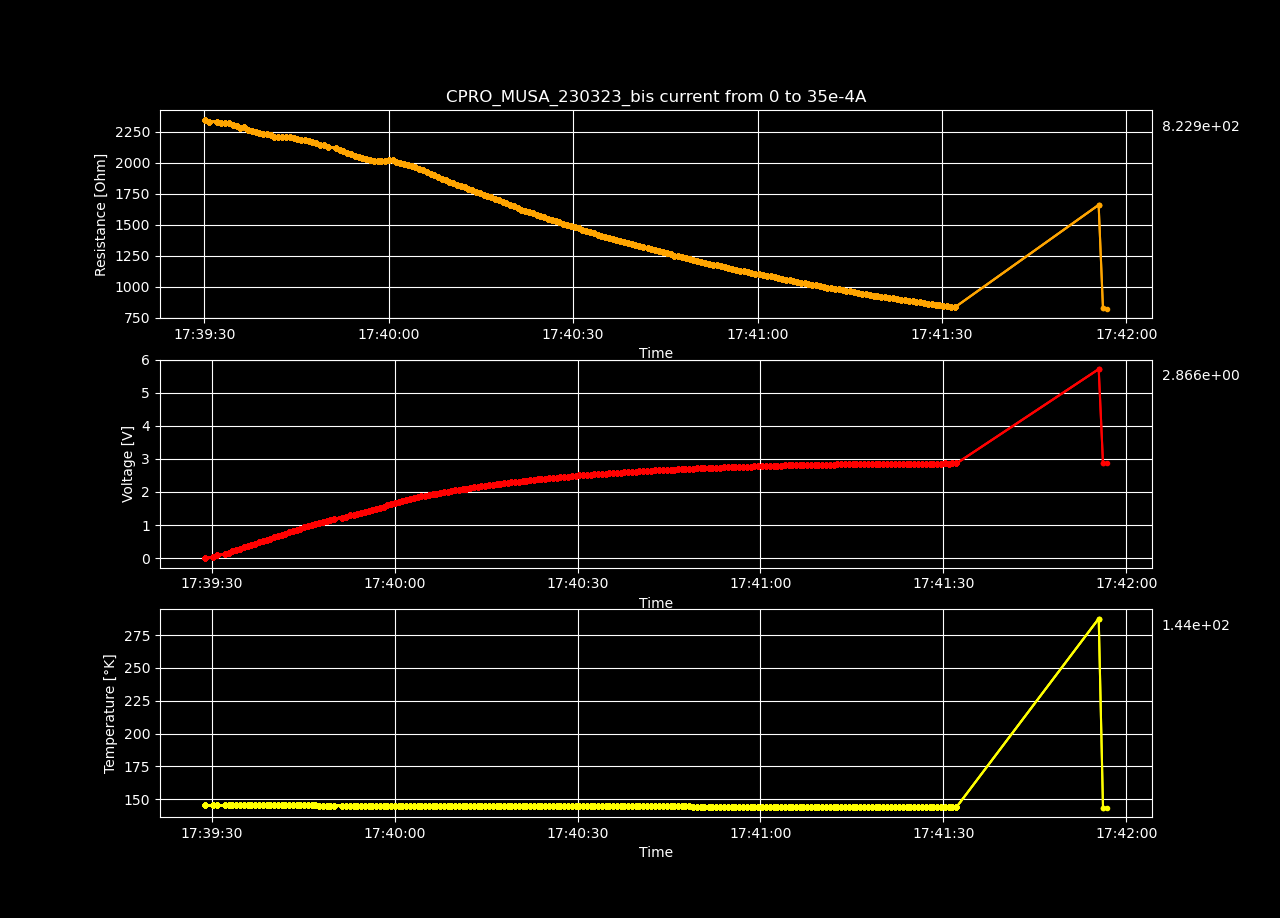 CPRO_MUSA_230323_bis current from 0 to 35e-4A
8.229e+02
Resistance [Ohm]
2250
2000
1750
1500
1250
1000
750
17:39:30 17:40:00 17:40:30 17:41:00 17:41:30 17:42:00
Time
2.866e+00
Voltage [V]
6
5
4
3
2
1
0
17:39:30 17:40:00 17:40:30 17:41:00 17:41:30 17:42:00
Time
1.44e+02
Temperature [°K]
275
250
225
200
175
150
17:39:30 17:40:00 17:40:30 17:41:00 17:41:30 17:42:00
Time